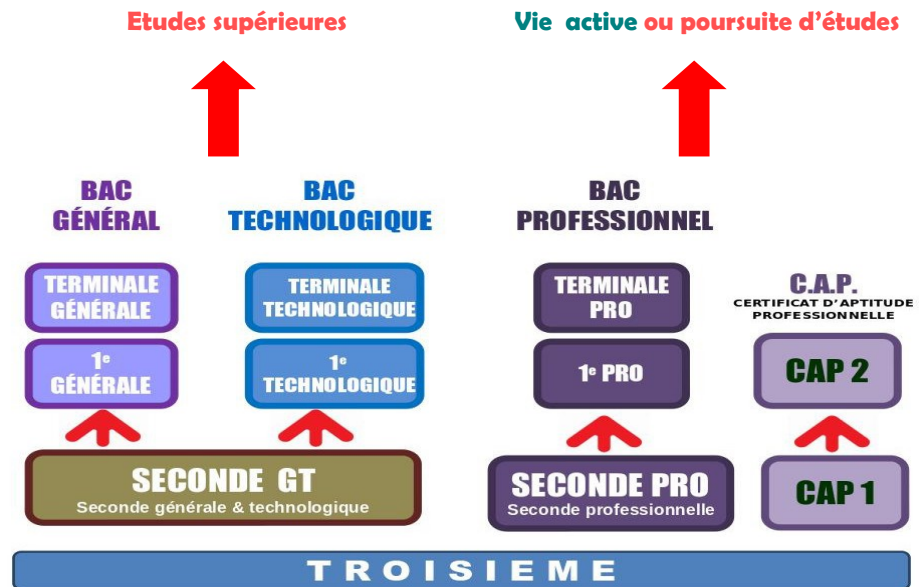 Etudes supérieures
Vie active ou poursuite d’études
BAC
GÉNÉRAL
BAC
TECHNOLOGIQUE
BAC
PROFESSIONNEL
TERMINALE
GÉNÉRALE
TERMINALE
TECHNOLOGIQUE
TERMINALE
PRO
C.A.P.
CERTIFICAT D’APTITUDE
PROFESSIONNELLE
1e
GÉNÉRALE
1e
TECHNOLOGIQUE
1e PRO
CAP 2
SECONDE GT
Seconde générale & technologique
SECONDE PRO
Seconde professionnelle
CAP 1
TROISIEME